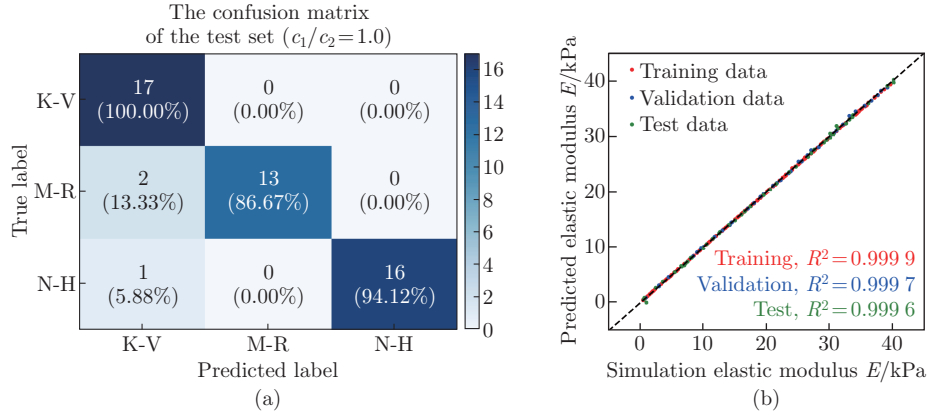 The confusion matrix
of the test set (c₁/c₂=1.0)
True label
K-V
M-R
N-H
17
(100.00%)
0
(0.00%)
0
(0.00%)
2
(13.33%)
13
(86.67%)
0
(0.00%)
1
(5.88%)
0
(0.00%)
16
(94.12%)
K-V M-R N-H
Predicted label
16
14
12
10
8
6
4
2
0
(a)
Predicted elastic modulus E/kPa
40
30
20
10
0
Training data
Validation data
Test data
Training, R²=0.999 9
Validation, R²=0.999 7
Test, R²=0.999 6
0 10 20 30 40
Simulation elastic modulus E/kPa
(b)